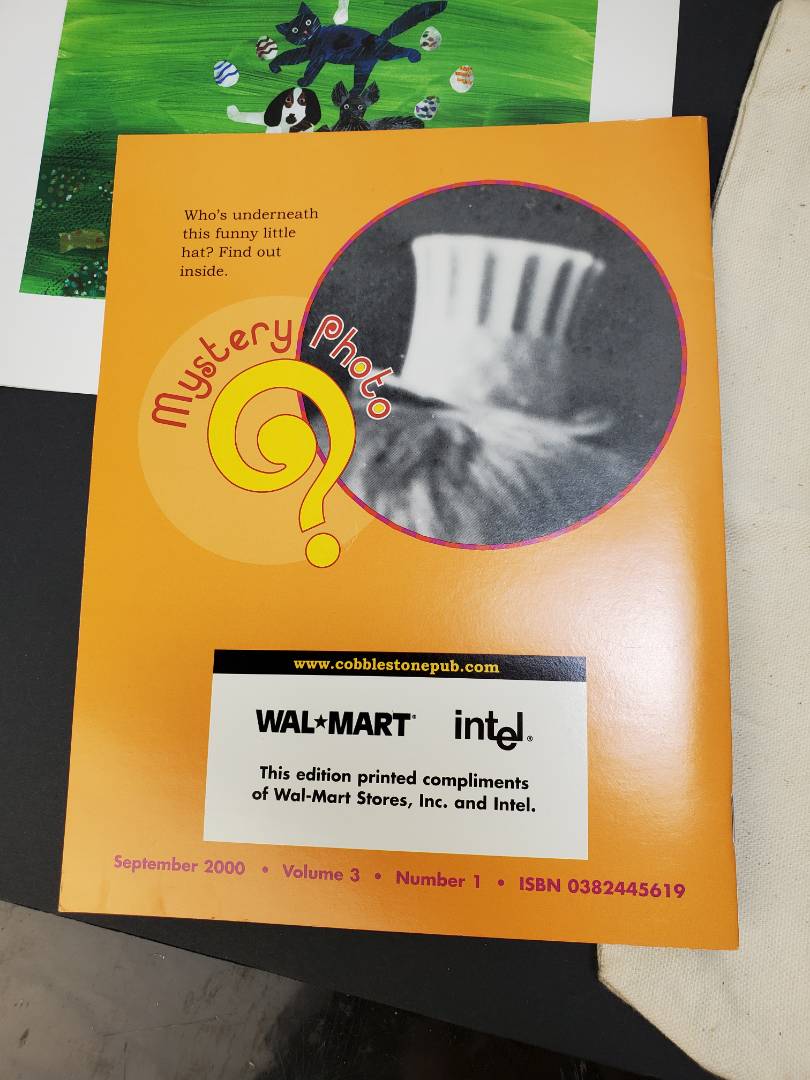 Who's underneath
this funny little
hat? Find out
inside.
Mystery Photo
www.cobblestonepub.com
WAL★MART® intel®
This edition printed compliments
of Wal-Mart Stores, Inc. and Intel.
September 2000 • Volume 3 • Number 1 • ISBN 0382445619